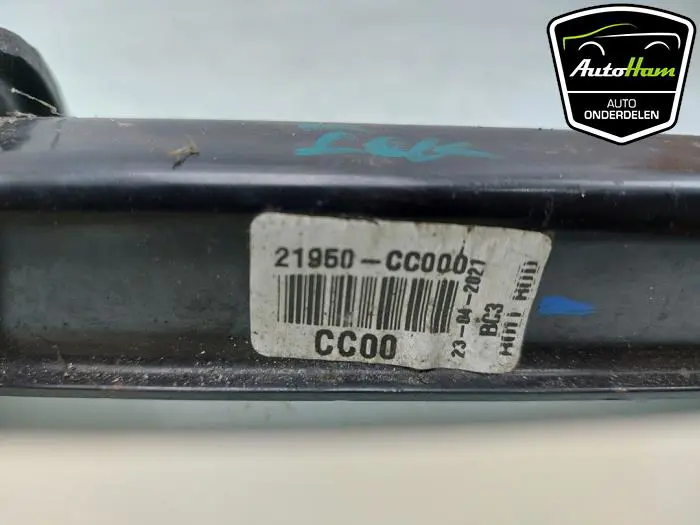 AutoHam
AUTO
ONDERDELEN
21950-CC000
CC00
23-04-2021
BC3